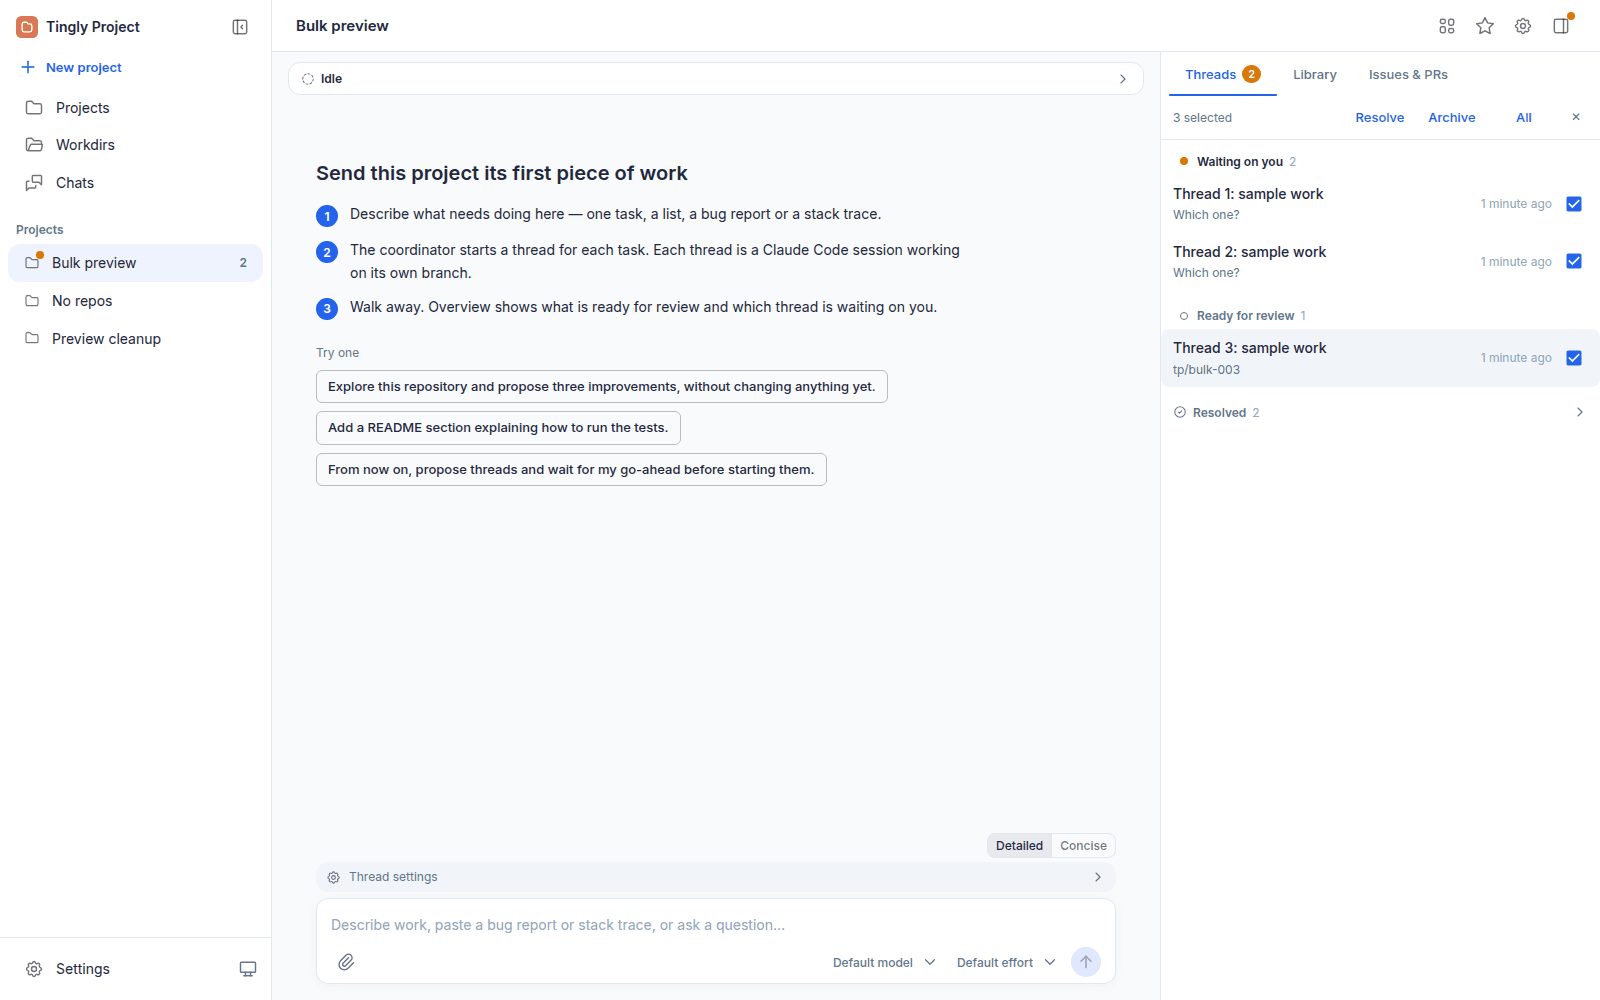 Tingly Project
New project
Projects
Workdirs
Chats
Projects
Bulk preview 2
No repos
Preview cleanup
Settings
Bulk preview
Idle
Send this project its first piece of work
1 Describe what needs doing here — one task, a list, a bug report or a stack trace.
2 The coordinator starts a thread for each task. Each thread is a Claude Code session working
on its own branch.
3 Walk away. Overview shows what is ready for review and which thread is waiting on you.
Try one
Explore this repository and propose three improvements, without changing anything yet.
Add a README section explaining how to run the tests.
From now on, propose threads and wait for my go-ahead before starting them.
Detailed Concise
Thread settings
Describe work, paste a bug report or stack trace, or ask a question...
Default model Default effort
Threads 2 Library Issues & PRs
3 selected Resolve Archive All ×
Waiting on you 2
Thread 1: sample work
Which one?
1 minute ago
Thread 2: sample work
Which one?
1 minute ago
Ready for review 1
Thread 3: sample work
tp/bulk-003
1 minute ago
Resolved 2